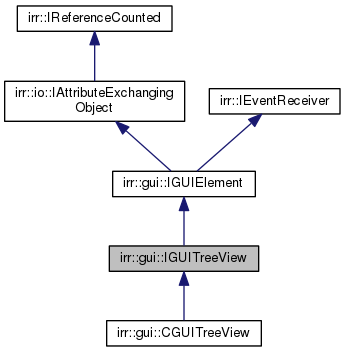 irr::IReferenceCounted
irr::io::IAttributeExchanging
Object
irr::IEventReceiver
irr::gui::IGUIElement
irr::gui::IGUITreeView
irr::gui::CGUITreeView